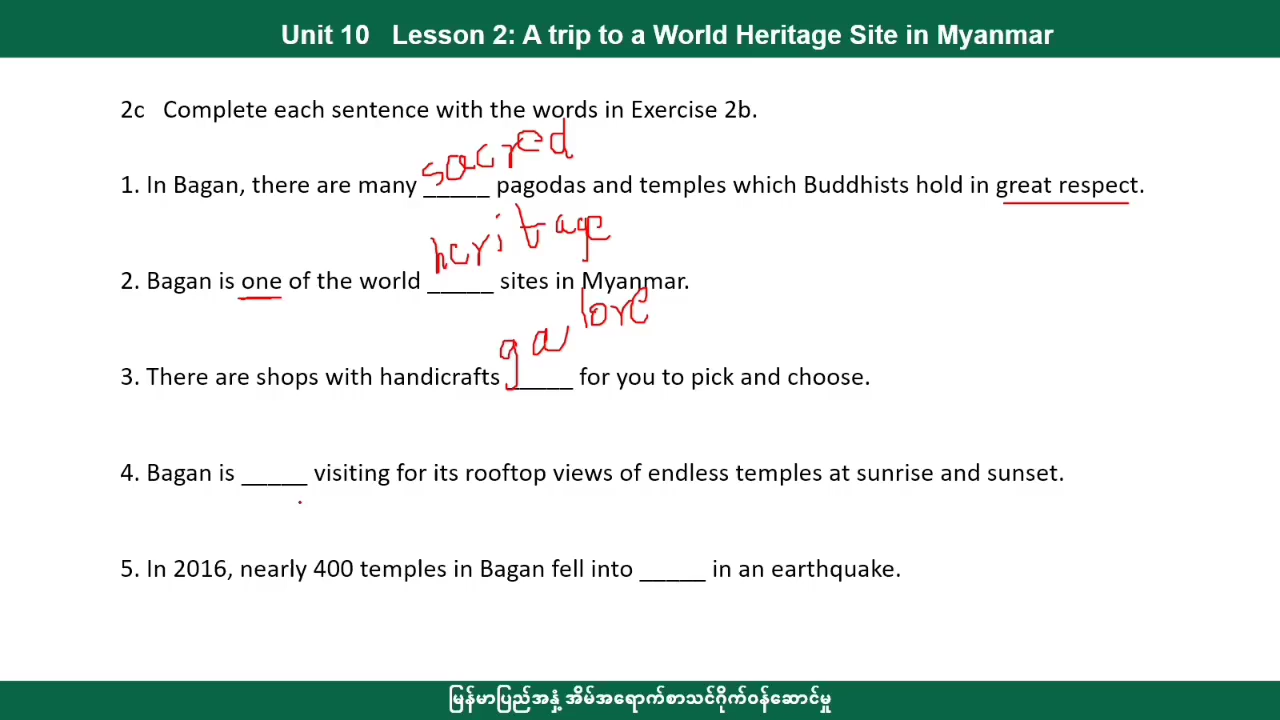 Unit 10 Lesson 2: A trip to a World Heritage Site in Myanmar
2c Complete each sentence with the words in Exercise 2b.
sacred
1. In Bagan, there are many _____ pagodas and temples which Buddhists hold in great respect.
heritage
2. Bagan is one of the world _____ sites in Myanmar.
galore
3. There are shops with handicrafts _____ for you to pick and choose.
4. Bagan is _____ visiting for its rooftop views of endless temples at sunrise and sunset.
5. In 2016, nearly 400 temples in Bagan fell into _____ in an earthquake.
မြန်မာပြည်အနှံ့ အိမ်အရောက်စာသင်ဂိုက်ဝန်ဆောင်မှု